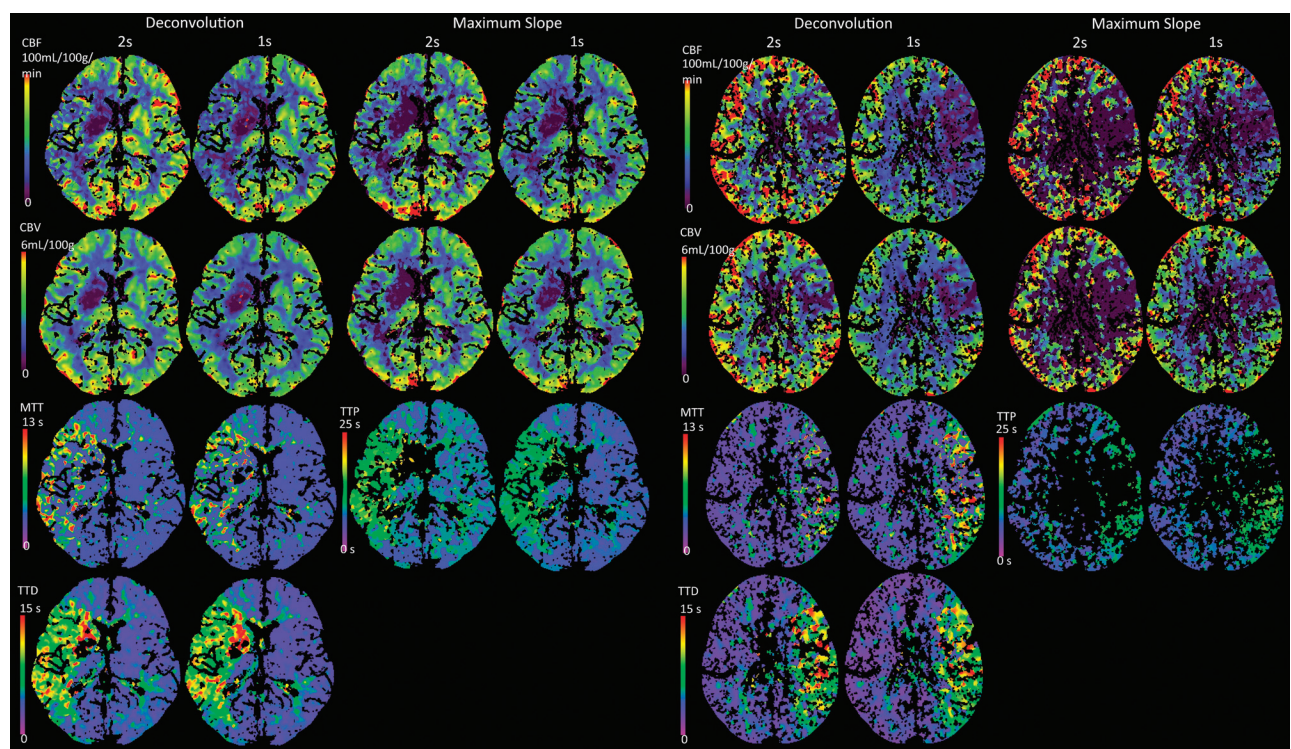 Deconvolution
Maximum Slope
Deconvolution
Maximum Slope
2s
1s
2s
1s
2s
1s
2s
1s
CBF
100mL/100g/
min
0
CBF
100mL/100g/
min
0
CBV
6mL/100g
0
CBV
6mL/100g
0
MTT
13 s
0
TTP
25 s
0 s
MTT
13 s
0
TTP
25 s
0 s
TTD
15 s
0
TTD
15 s
0